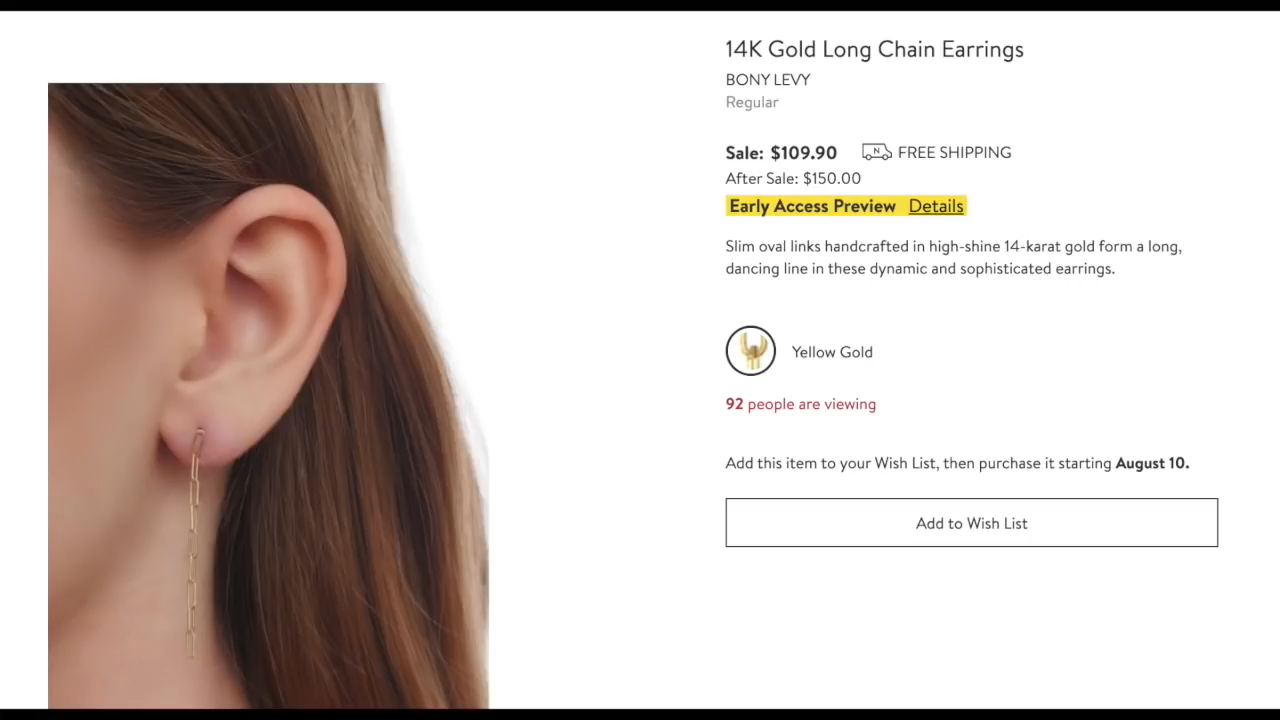 14K Gold Long Chain Earrings
BONY LEVY
Regular
Sale: $109.90 N FREE SHIPPING
After Sale: $150.00
Early Access Preview Details
Slim oval links handcrafted in high-shine 14-karat gold form a long,
dancing line in these dynamic and sophisticated earrings.
Yellow Gold
92 people are viewing
Add this item to your Wish List, then purchase it starting August 10.
Add to Wish List